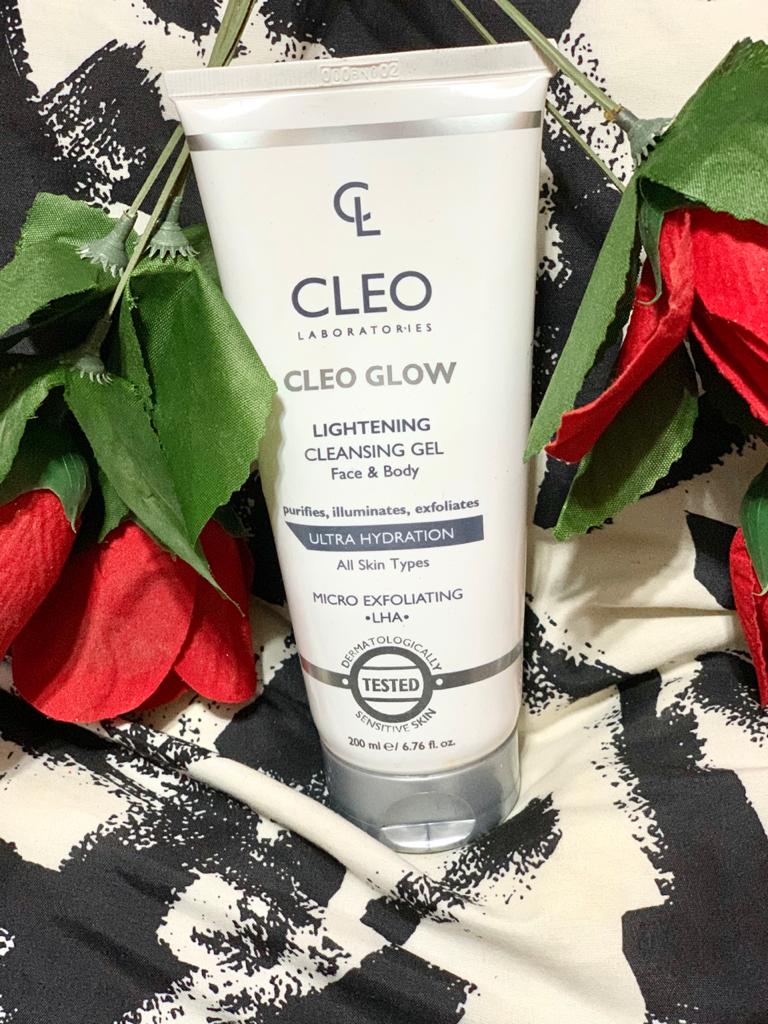 CL
CLEO
LABORATORIES
CLEO GLOW
LIGHTENING
CLEANSING GEL
Face & Body
purifies, illuminates, exfoliates
ULTRA HYDRATION
All Skin Types
MICRO EXFOLIATING
•LHA•
DERMATOLOGICALLY
• TESTED •
SENSITIVE SKIN
200 ml e / 6.76 fl. oz.